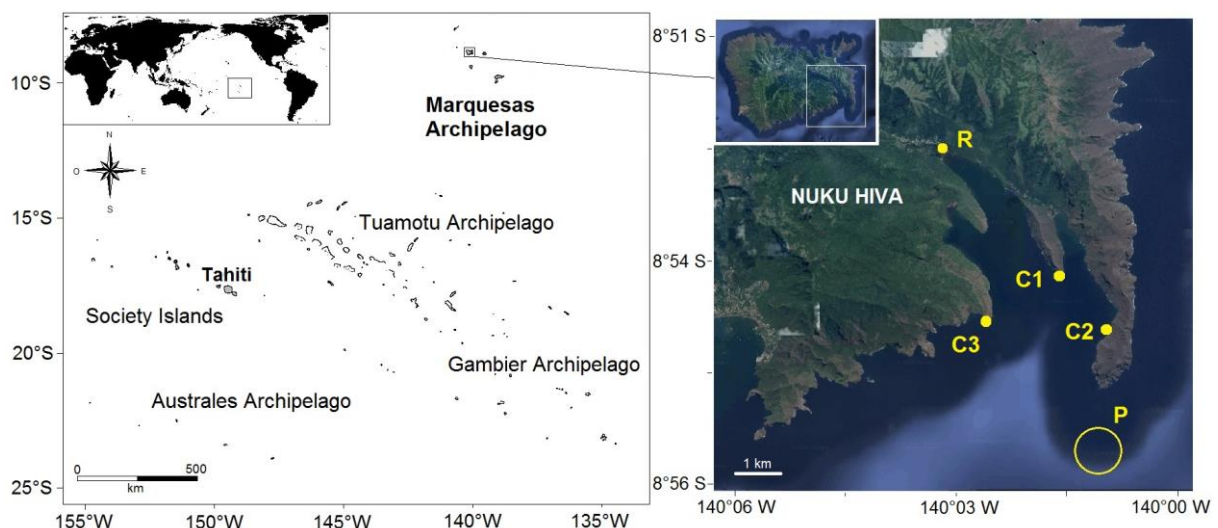 10°S
15°S
20°S
25°S
155°W
150°W
145°W
140°W
135°W
N
O
E
S
Marquesas
Archipelago
Tuamotu Archipelago
Tahiti
Society Islands
Gambier Archipelago
Australes Archipelago
0
500
km
8°51 S
8°54 S
8°56 S
140°06 W
140°03 W
140°00 W
R
NUKU HIVA
C1
C2
C3
P
1 km